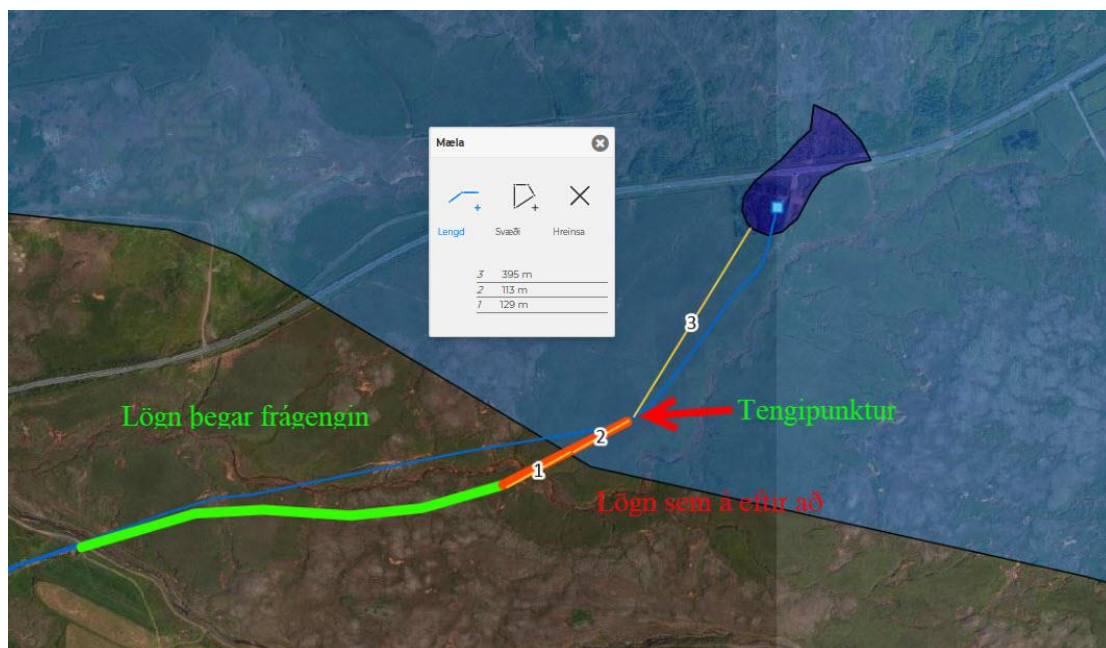 Mæla
Lengd
Svæði
Hreinsa
3 395 m
2 113 m
1 129 m
3
Lögn þegar frágengin
Tengipunktur
2
1
Lögn sem á eftir að